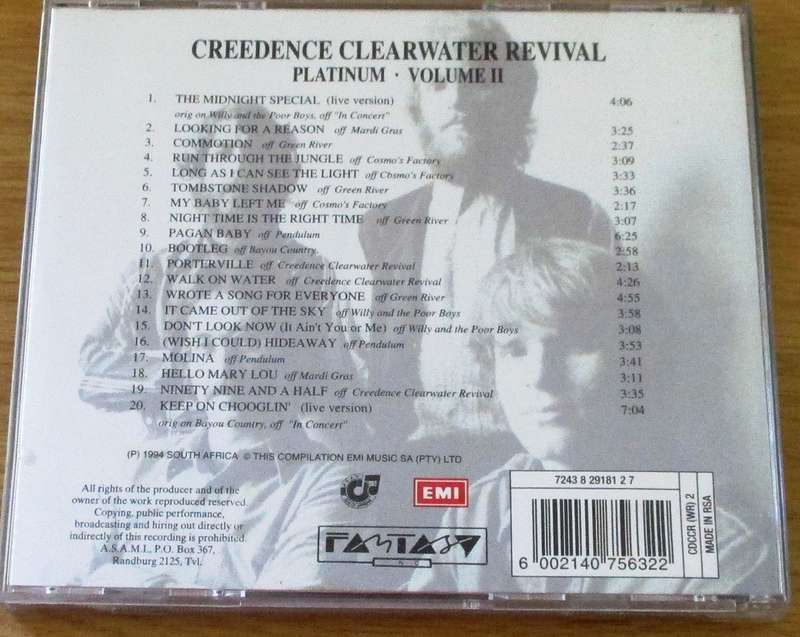 CREEDENCE CLEARWATER REVIVAL
PLATINUM · VOLUME II
1. THE MIDNIGHT SPECIAL (live version) 4:06
orig on Willy and the Poor Boys, off "In Concert"
2. LOOKING FOR A REASON off Mardi Gras 3:25
3. COMMOTION off Green River 2:37
4. RUN THROUGH THE JUNGLE off Cosmo's Factory 3:09
5. LONG AS I CAN SEE THE LIGHT off Cosmo's Factory 3:33
6. TOMBSTONE SHADOW off Green River 3:36
7. MY BABY LEFT ME off Cosmo's Factory 2:17
8. NIGHT TIME IS THE RIGHT TIME off Green River 3:07
9. PAGAN BABY off Pendulum 6:25
10. BOOTLEG off Bayou Country 2:58
11. PORTERVILLE off Creedence Clearwater Revival 2:13
12. WALK ON WATER off Creedence Clearwater Revival 4:26
13. WROTE A SONG FOR EVERYONE off Green River 4:55
14. IT CAME OUT OF THE SKY off Willy and the Poor Boys 3:58
15. DON'T LOOK NOW (It Ain't You or Me) off Willy and the Poor Boys 3:08
16. (WISH I COULD) HIDEAWAY off Pendulum 3:53
17. MOLINA off Pendulum 3:41
18. HELLO MARY LOU off Mardi Gras 3:11
19. NINETY NINE AND A HALF off Creedence Clearwater Revival 3:35
20. KEEP ON CHOOGLIN' (live version) 7:04
orig on Bayou Country, off "In Concert"
(P) 1994 SOUTH AFRICA © THIS COMPILATION EMI MUSIC SA (PTY) LTD
All rights of the producer and of the
owner of the work reproduced reserved.
Copying, public performance,
broadcasting and hiring out directly or
indirectly of this recording is prohibited.
A.S.A.M.I., P.O. Box 367,
Randburg 2125, Tvl.
EMI
FANTASY
INC
7243 8 29181 2 7
6 002140 756322
CDCCR (WR) 2
MADE IN RSA